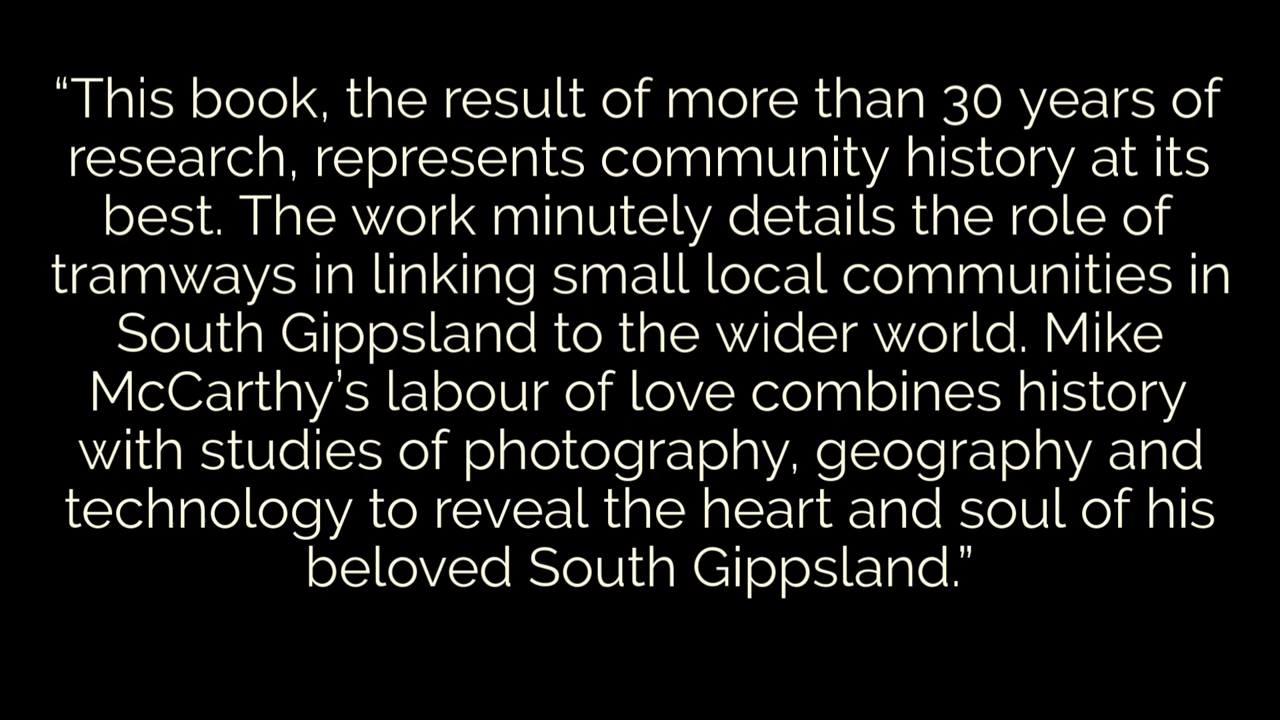 “This book, the result of more than 30 years of
research, represents community history at its
best. The work minutely details the role of
tramways in linking small local communities in
South Gippsland to the wider world. Mike
McCarthy’s labour of love combines history
with studies of photography, geography and
technology to reveal the heart and soul of his
beloved South Gippsland.”